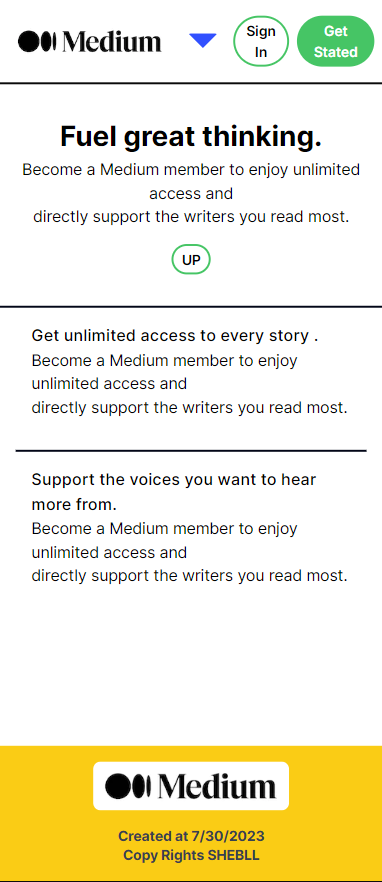 Medium
Sign
In
Get
Stated
Fuel great thinking.
Become a Medium member to enjoy unlimited
access and
directly support the writers you read most.
UP
Get unlimited access to every story .
Become a Medium member to enjoy
unlimited access and
directly support the writers you read most.
Support the voices you want to hear
more from.
Become a Medium member to enjoy
unlimited access and
directly support the writers you read most.
Medium
Created at 7/30/2023
Copy Rights SHEBLL